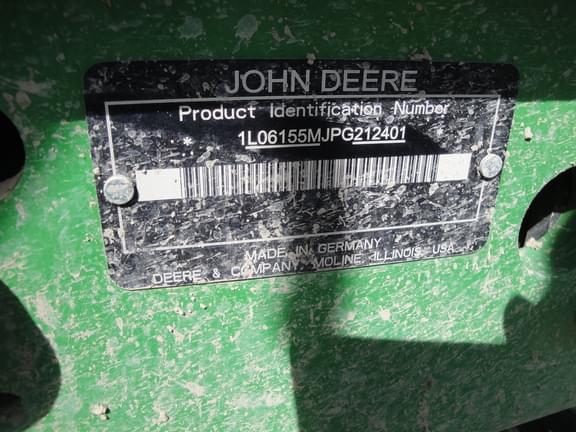 JOHN DEERE
Product Identification Number
* 1L06155MJPG212401
MADE IN GERMANY
DEERE & COMPANY, MOLINE, ILLINOIS, USA